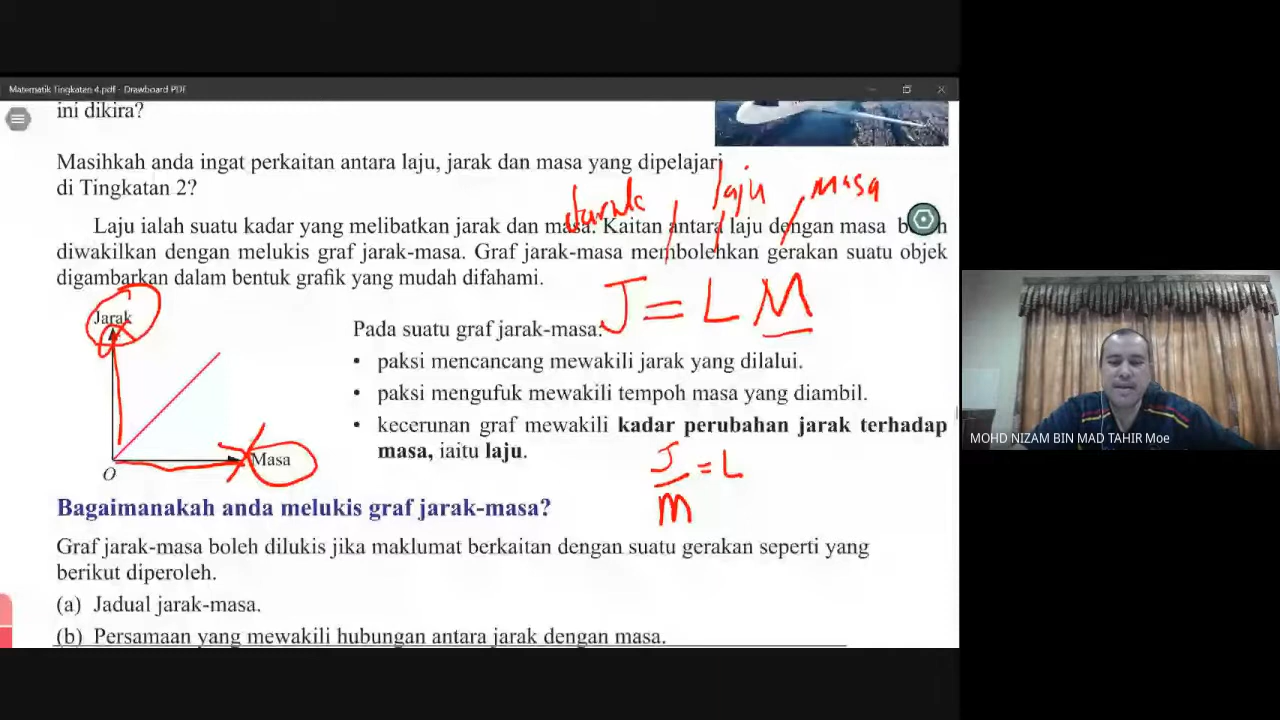 Matematik Tingkatan 4.pdf - Drawboard PDF
ini dikira?
Masihkah anda ingat perkaitan antara laju, jarak dan masa yang dipelajari
di Tingkatan 2?
Jarak laju masa
Laju ialah suatu kadar yang melibatkan jarak dan masa. Kaitan antara laju dengan masa boleh
diwakilkan dengan melukis graf jarak-masa. Graf jarak-masa membolehkan gerakan suatu objek
digambarkan dalam bentuk grafik yang mudah difahami.
J = L M
Jarak
Masa
O
Pada suatu graf jarak-masa:
• paksi mencancang mewakili jarak yang dilalui.
• paksi mengufuk mewakili tempoh masa yang diambil.
• kecerunan graf mewakili kadar perubahan jarak terhadap
masa, iaitu laju.
J/m = L
MOHD NIZAM BIN MAD TAHIR Moe
Bagaimanakah anda melukis graf jarak-masa?
Graf jarak-masa boleh dilukis jika maklumat berkaitan dengan suatu gerakan seperti yang
berikut diperoleh.
(a) Jadual jarak-masa.
(b) Persamaan yang mewakili hubungan antara jarak dengan masa.